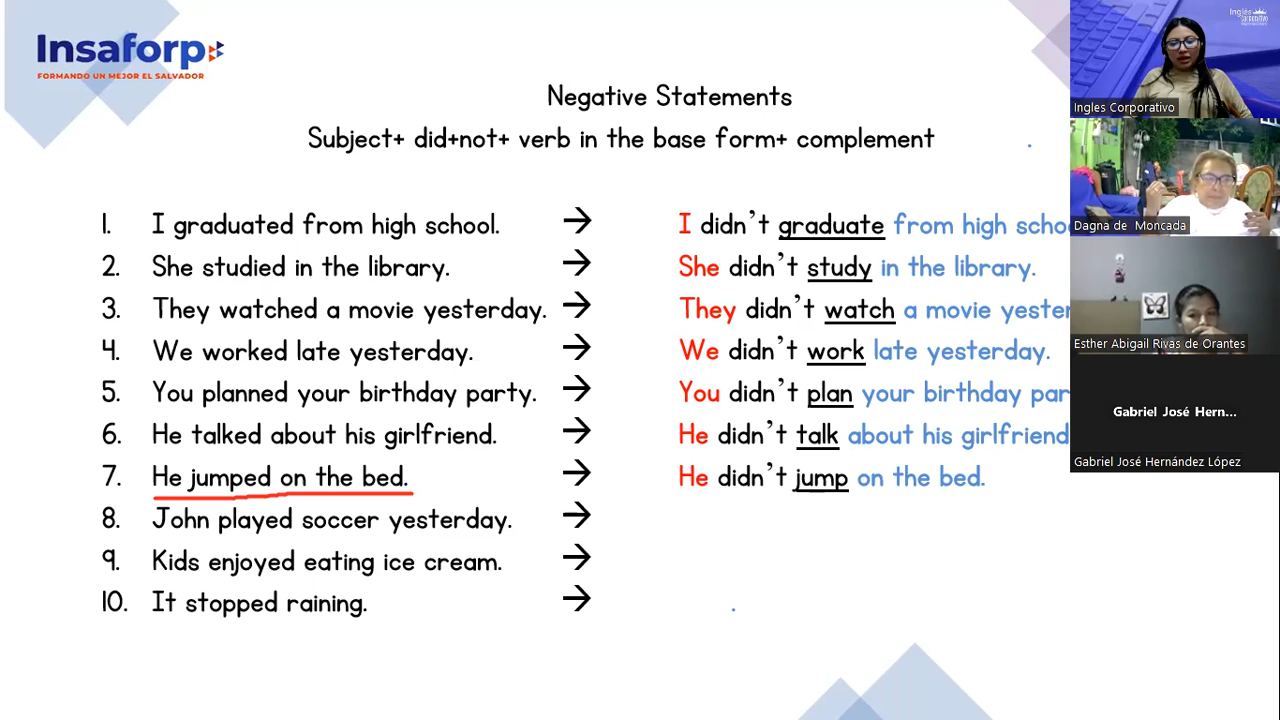 Insaforp
FORMANDO UN MEJOR EL SALVADOR
Negative Statements
Subject+ did+not+ verb in the base form+ complement
.
1. I graduated from high school. → I didn't graduate from high schoo
2. She studied in the library. → She didn't study in the library.
3. They watched a movie yesterday. → They didn't watch a movie yester
4. We worked late yesterday. → We didn't work late yesterday.
5. You planned your birthday party. → You didn't plan your birthday par
6. He talked about his girlfriend. → He didn't talk about his girlfriend
7. He jumped on the bed. → He didn't jump on the bed.
8. John played soccer yesterday. →
9. Kids enjoyed eating ice cream. →
10. It stopped raining. → .
Inglés
Ingles Corporativo
Dagna de Moncada
Esther Abigail Rivas de Orantes
Gabriel José Hern...
Gabriel José Hernández López